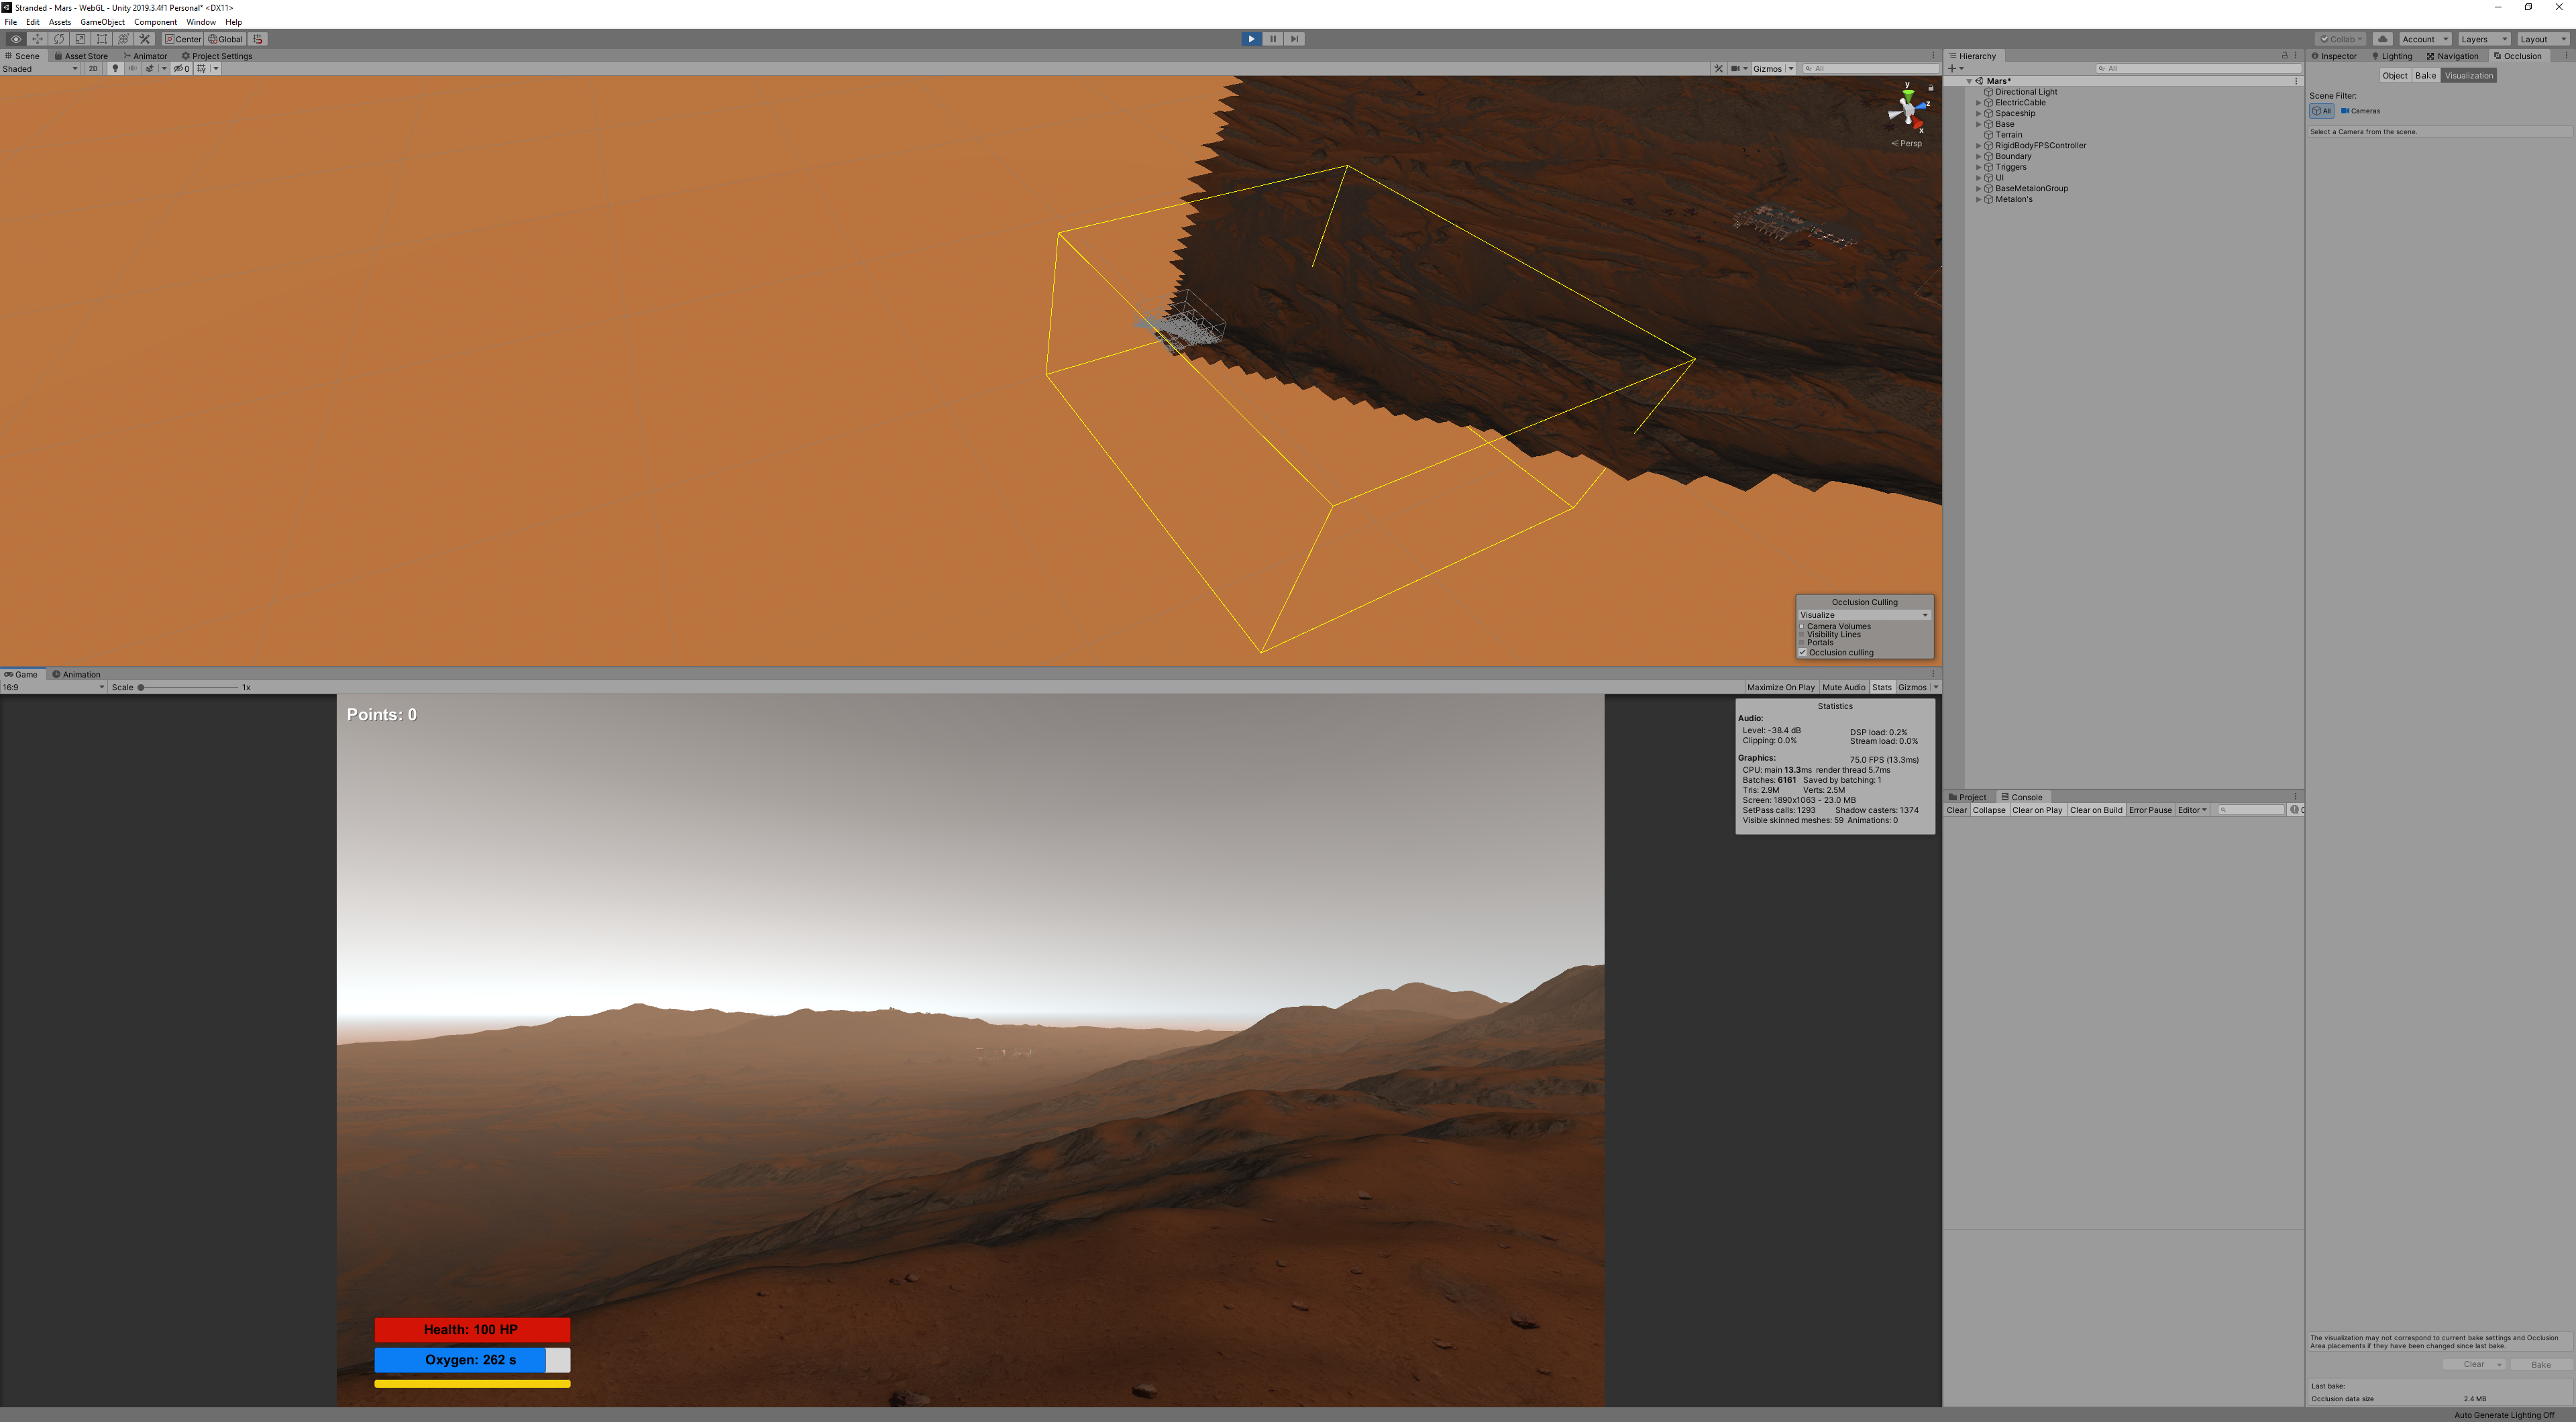 Stranded - Mars - WebGL - Unity 2019.3.4f1 Personal* <DX11>
File Edit Assets GameObject Component Window Help
Center Global
Collab Account Layers Layout
Scene Asset Store Animator Project Settings
Shaded 2D 0 Gizmos All
y
z
x
Persp
Occlusion Culling
Visualize
Camera Volumes
Visibility Lines
Portals
Occlusion culling
Hierarchy
All
Mars*
Directional Light
ElectricCable
Spaceship
Base
Terrain
RigidBodyFPSController
Boundary
Triggers
UI
BaseMetalonGroup
Metalon's
Inspector Lighting Navigation Occlusion
Object Bake Visualization
Scene Filter:
All Cameras
Select a Camera from the scene.
Game Animation
16:9 Scale 1x Maximize On Play Mute Audio Stats Gizmos
Points: 0
Statistics
Audio:
Level: -38.4 dB DSP load: 0.2%
Clipping: 0.0% Stream load: 0.0%
Graphics: 75.0 FPS (13.3ms)
CPU: main 13.3ms render thread 5.7ms
Batches: 6161 Saved by batching: 1
Tris: 2.9M Verts: 2.5M
Screen: 1890x1063 - 23.0 MB
SetPass calls: 1293 Shadow casters: 1374
Visible skinned meshes: 59 Animations: 0
Health: 100 HP
Oxygen: 262 s
Project Console
Clear Collapse Clear on Play Clear on Build Error Pause Editor
The visualization may not correspond to current bake settings and Occlusion
Area placements if they have been changed since last bake.
Clear Bake
Last bake:
Occlusion data size 2.4 MB
Auto Generate Lighting Off